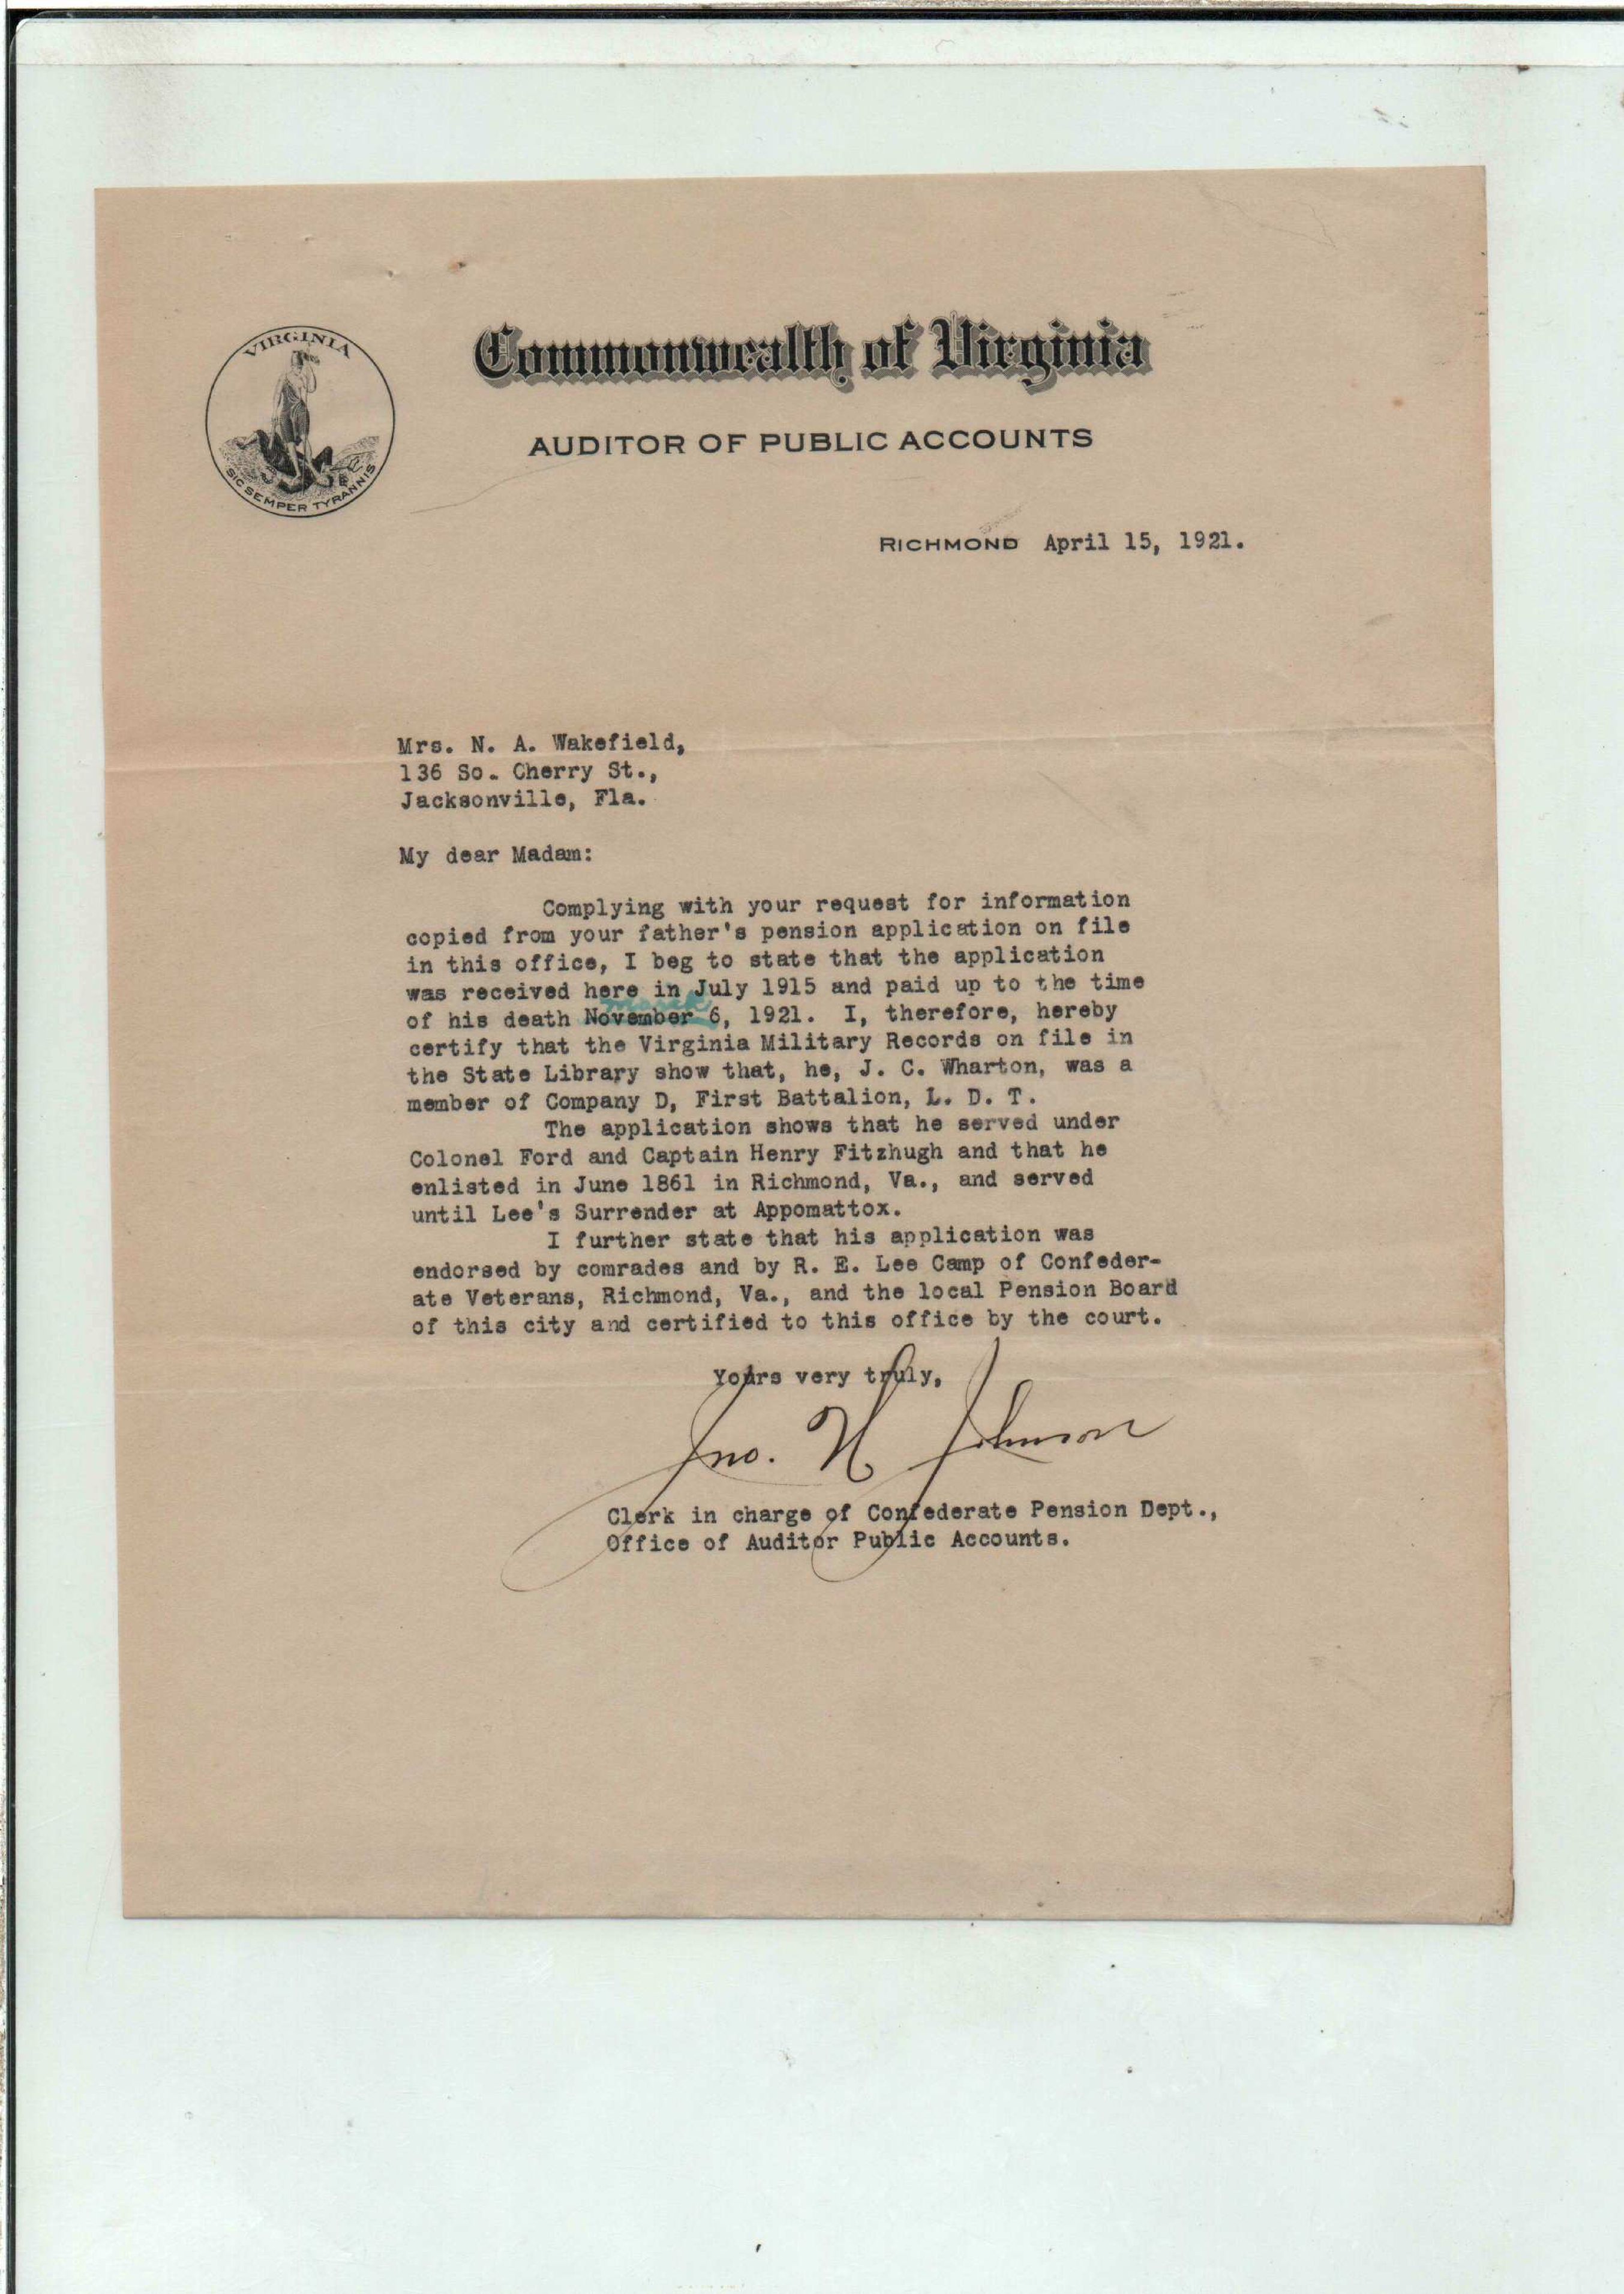 VIRGINIA
SIC SEMPER TYRANNIS
Commonwealth of Virginia
AUDITOR OF PUBLIC ACCOUNTS
RICHMOND April 15, 1921.
Mrs. N. A. Wakefield,
136 So. Cherry St.,
Jacksonville, Fla.
My dear Madam:
Complying with your request for information
copied from your father's pension application on file
in this office, I beg to state that the application
was received here in July 1915 and paid up to the time
March
of his death November 6, 1921. I, therefore, hereby
certify that the Virginia Military Records on file in
the State Library show that, he, J. C. Wharton, was a
member of Company D, First Battalion, L. D. T.
The application shows that he served under
Colonel Ford and Captain Henry Fitzhugh and that he
enlisted in June 1861 in Richmond, Va., and served
until Lee's Surrender at Appomattox.
I further state that his application was
endorsed by comrades and by R. E. Lee Camp of Confeder-
ate Veterans, Richmond, Va., and the local Pension Board
of this city and certified to this office by the court.
Yours very truly,
Jno. H Johnson
Clerk in charge of Confederate Pension Dept.,
Office of Auditor Public Accounts.